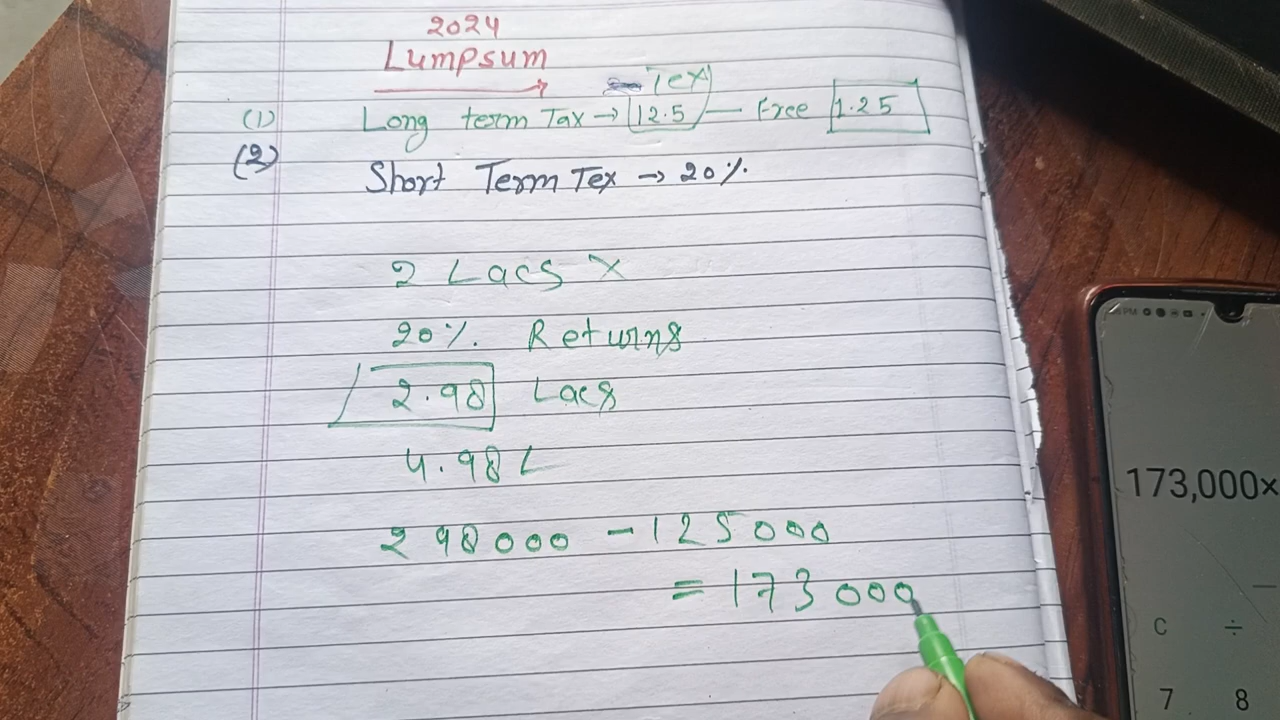 2024
Lumpsum
Tex
(1) Long term Tax → 12.5 — Free 1.25
(2) Short Term Tex → 20%.
2 Lacs X
20%. Returns
2.98 Lacs
4.98 L
298000 - 125000
= 173000
173,000×
C ÷
7 8